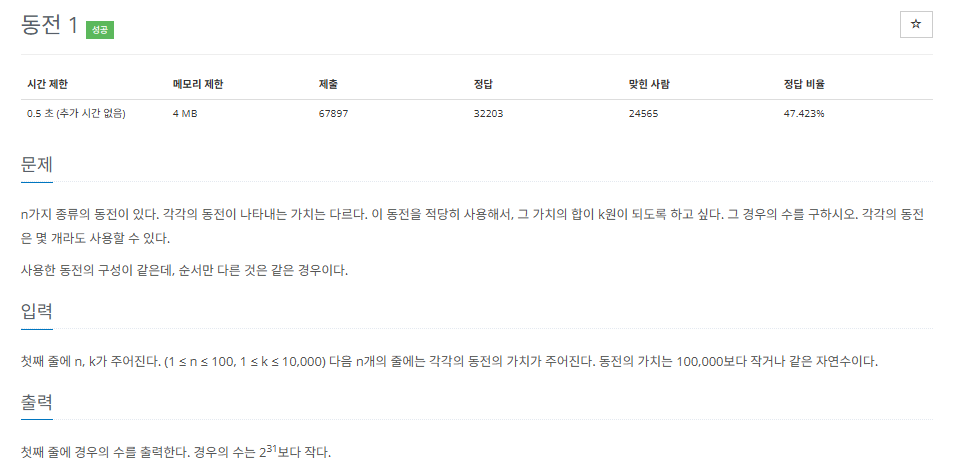 동전 1 성공
☆
시간 제한 메모리 제한 제출 정답 맞힌 사람 정답 비율
0.5 초 (추가 시간 없음) 4 MB 67897 32203 24565 47.423%
문제
n가지 종류의 동전이 있다. 각각의 동전이 나타내는 가치는 다르다. 이 동전을 적당히 사용해서, 그 가치의 합이 k원이 되도록 하고 싶다. 그 경우의 수를 구하시오. 각각의 동전
은 몇 개라도 사용할 수 있다.
사용한 동전의 구성이 같은데, 순서만 다른 것은 같은 경우이다.
입력
첫째 줄에 n, k가 주어진다. (1 ≤ n ≤ 100, 1 ≤ k ≤ 10,000) 다음 n개의 줄에는 각각의 동전의 가치가 주어진다. 동전의 가치는 100,000보다 작거나 같은 자연수이다.
출력
첫째 줄에 경우의 수를 출력한다. 경우의 수는 2³¹보다 작다.